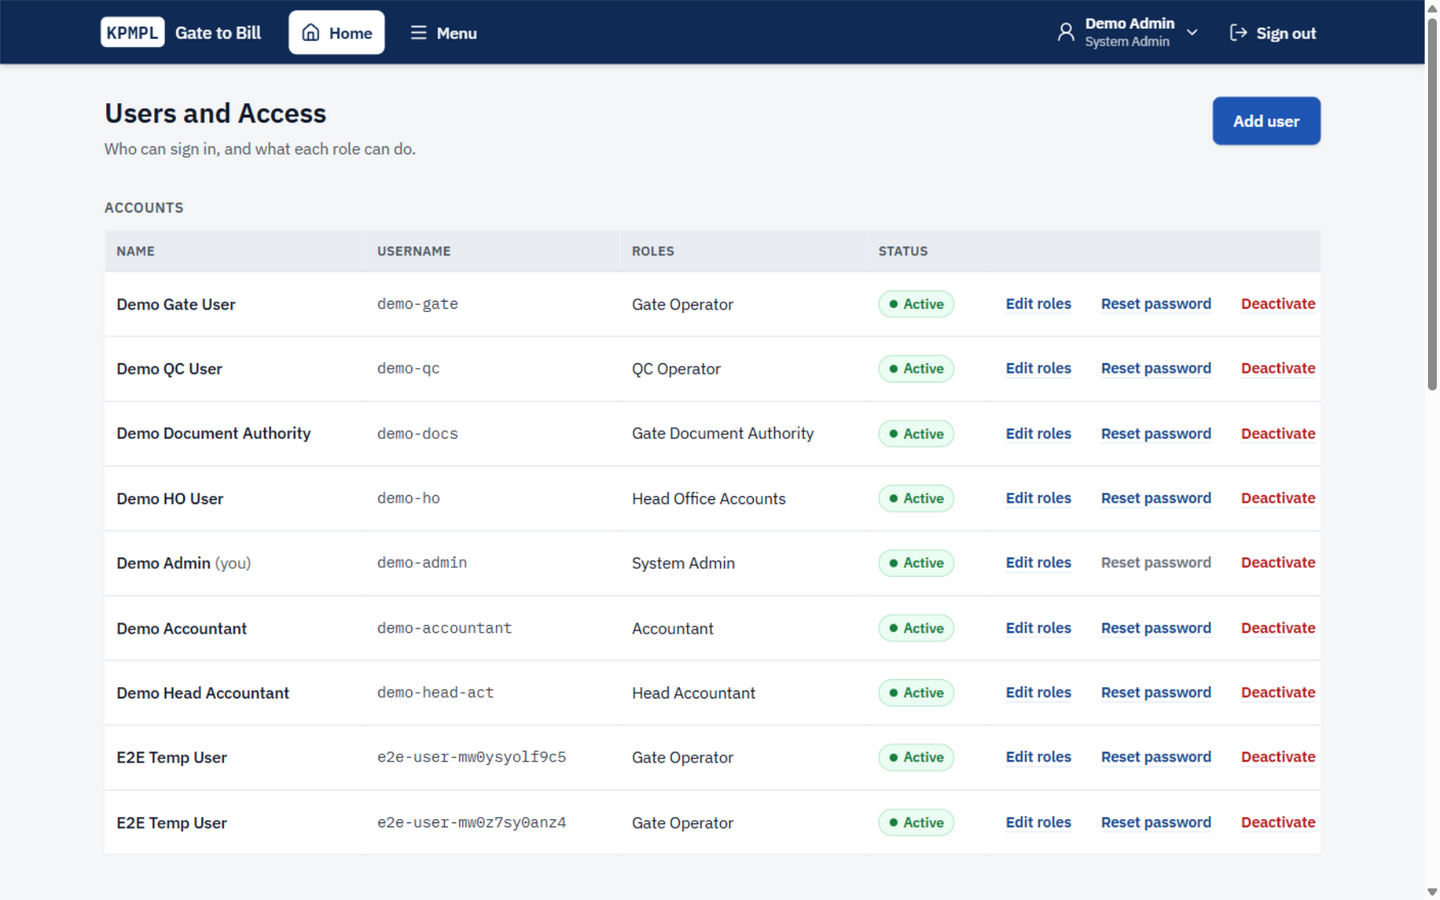 KPMPL Gate to Bill Home Menu Demo Admin System Admin Sign out
Users and Access
Add user
Who can sign in, and what each role can do.
ACCOUNTS
NAME USERNAME ROLES STATUS
Demo Gate User demo-gate Gate Operator Active Edit roles Reset password Deactivate
Demo QC User demo-qc QC Operator Active Edit roles Reset password Deactivate
Demo Document Authority demo-docs Gate Document Authority Active Edit roles Reset password Deactivate
Demo HO User demo-ho Head Office Accounts Active Edit roles Reset password Deactivate
Demo Admin (you) demo-admin System Admin Active Edit roles Reset password Deactivate
Demo Accountant demo-accountant Accountant Active Edit roles Reset password Deactivate
Demo Head Accountant demo-head-act Head Accountant Active Edit roles Reset password Deactivate
E2E Temp User e2e-user-mw0ysyolf9c5 Gate Operator Active Edit roles Reset password Deactivate
E2E Temp User e2e-user-mw0z7sy0anz4 Gate Operator Active Edit roles Reset password Deactivate